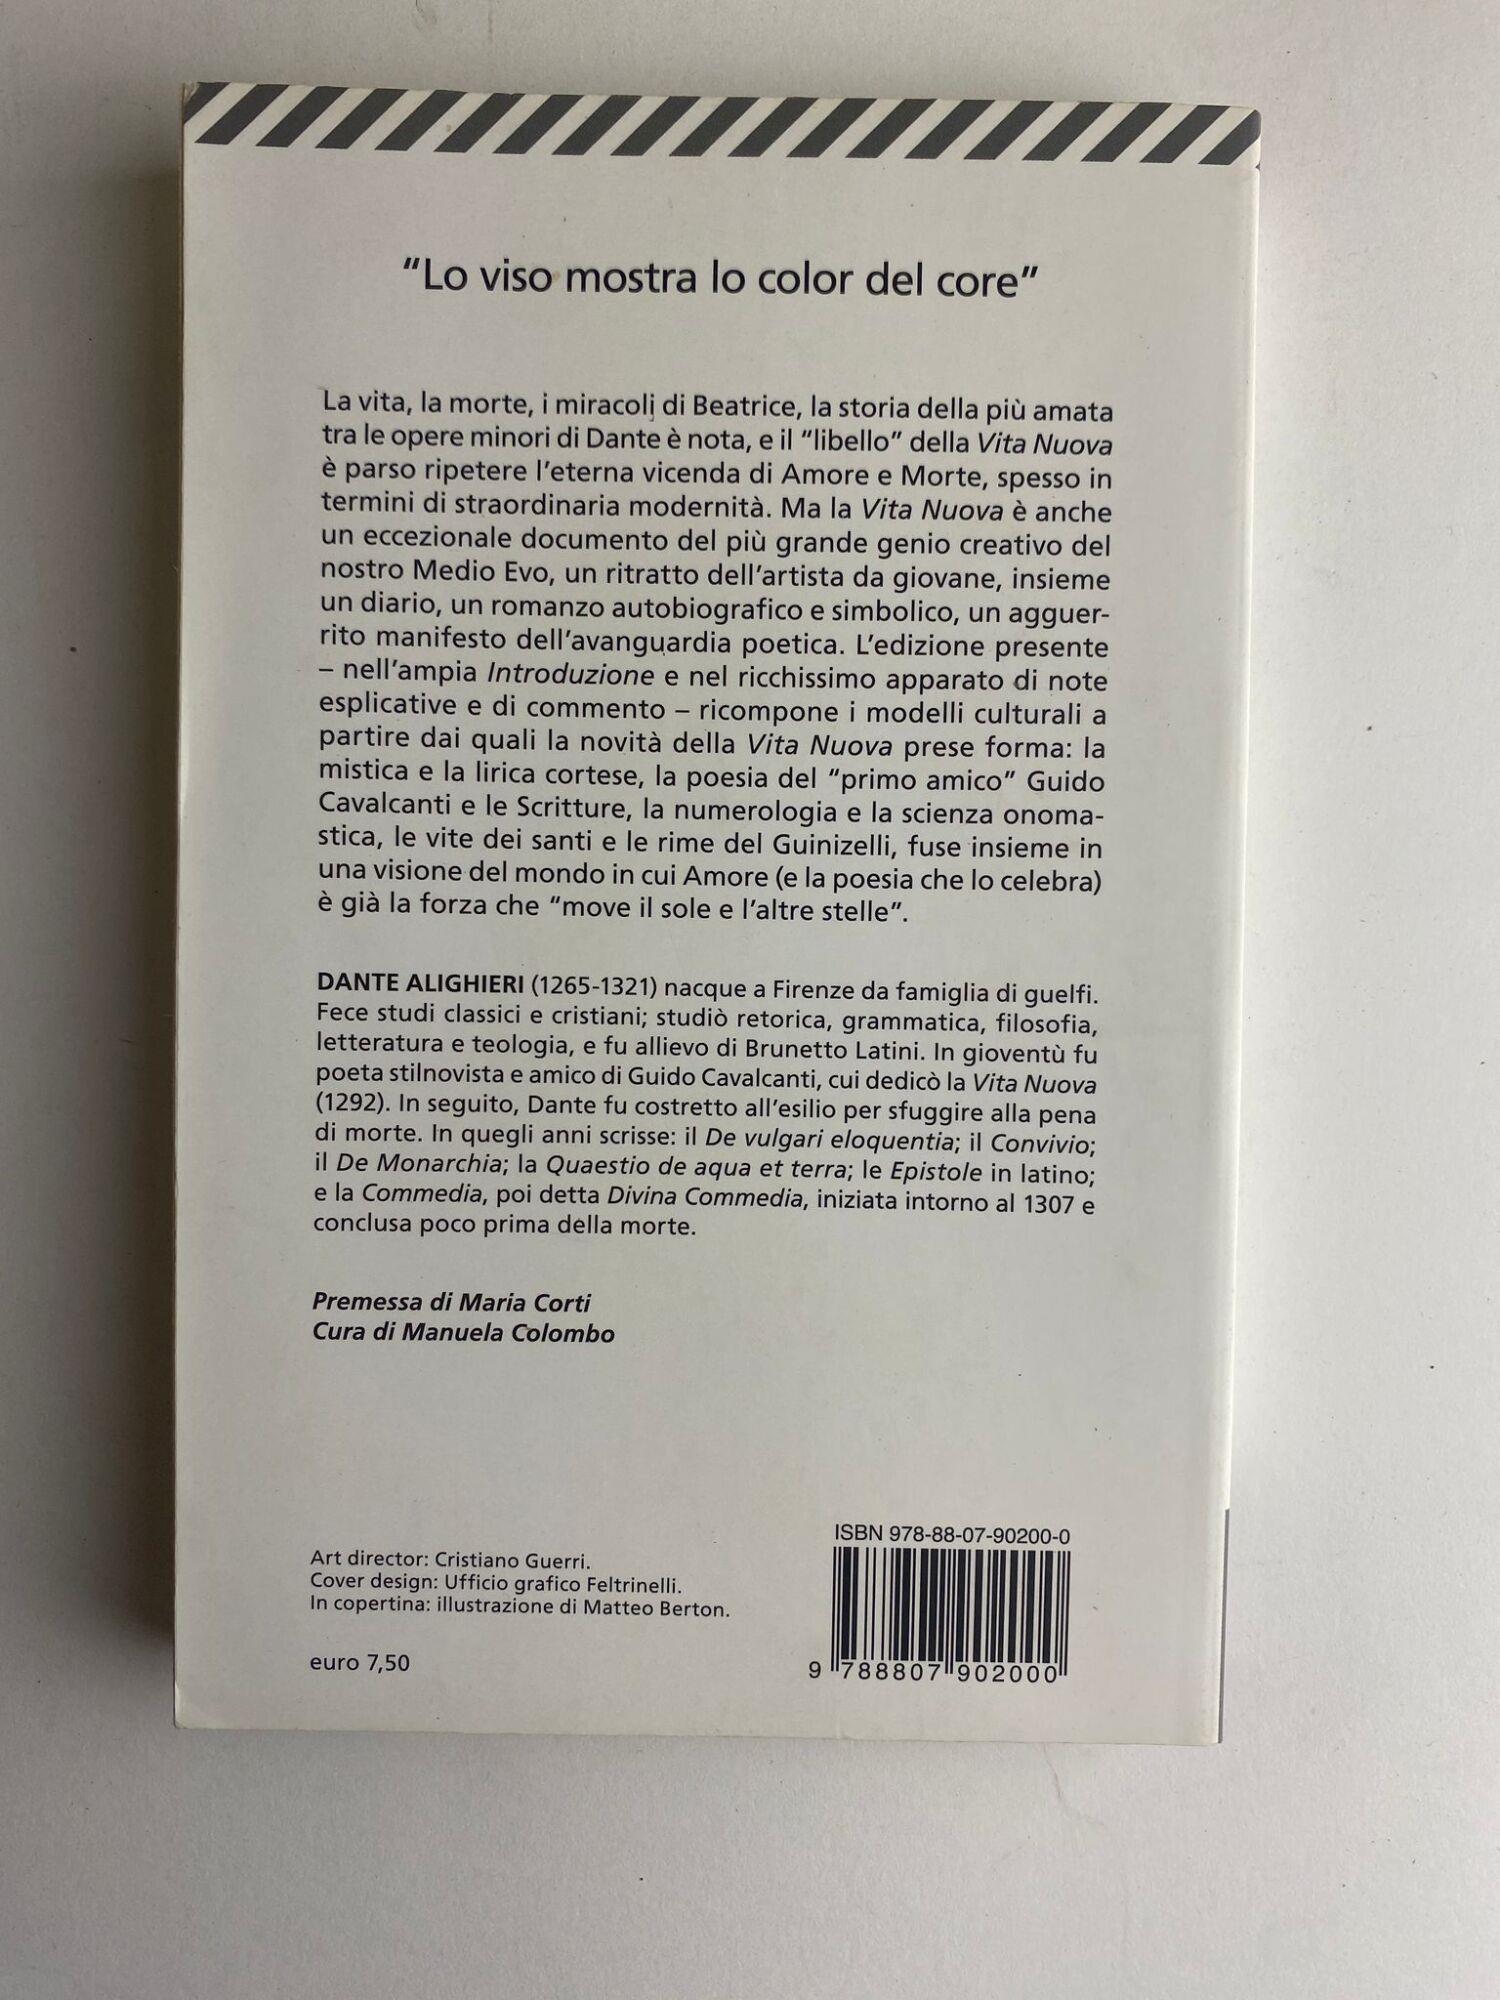 “Lo viso mostra lo color del core”
La vita, la morte, i miracoli di Beatrice, la storia della più amata
tra le opere minori di Dante è nota, e il “libello” della Vita Nuova
è parso ripetere l’eterna vicenda di Amore e Morte, spesso in
termini di straordinaria modernità. Ma la Vita Nuova è anche
un eccezionale documento del più grande genio creativo del
nostro Medio Evo, un ritratto dell’artista da giovane, insieme
un diario, un romanzo autobiografico e simbolico, un agguer-
rito manifesto dell’avanguardia poetica. L’edizione presente
– nell’ampia Introduzione e nel ricchissimo apparato di note
esplicative e di commento – ricompone i modelli culturali a
partire dai quali la novità della Vita Nuova prese forma: la
mistica e la lirica cortese, la poesia del “primo amico” Guido
Cavalcanti e le Scritture, la numerologia e la scienza onoma-
stica, le vite dei santi e le rime del Guinizelli, fuse insieme in
una visione del mondo in cui Amore (e la poesia che lo celebra)
è già la forza che “move il sole e l’altre stelle”.
DANTE ALIGHIERI (1265-1321) nacque a Firenze da famiglia di guelfi.
Fece studi classici e cristiani; studiò retorica, grammatica, filosofia,
letteratura e teologia, e fu allievo di Brunetto Latini. In gioventù fu
poeta stilnovista e amico di Guido Cavalcanti, cui dedicò la Vita Nuova
(1292). In seguito, Dante fu costretto all’esilio per sfuggire alla pena
di morte. In quegli anni scrisse: il De vulgari eloquentia; il Convivio;
il De Monarchia; la Quaestio de aqua et terra; le Epistole in latino;
e la Commedia, poi detta Divina Commedia, iniziata intorno al 1307 e
conclusa poco prima della morte.
Premessa di Maria Corti
Cura di Manuela Colombo
Art director: Cristiano Guerri.
Cover design: Ufficio grafico Feltrinelli.
In copertina: illustrazione di Matteo Berton.
euro 7,50
ISBN 978-88-07-90200-0
9 788807 902000